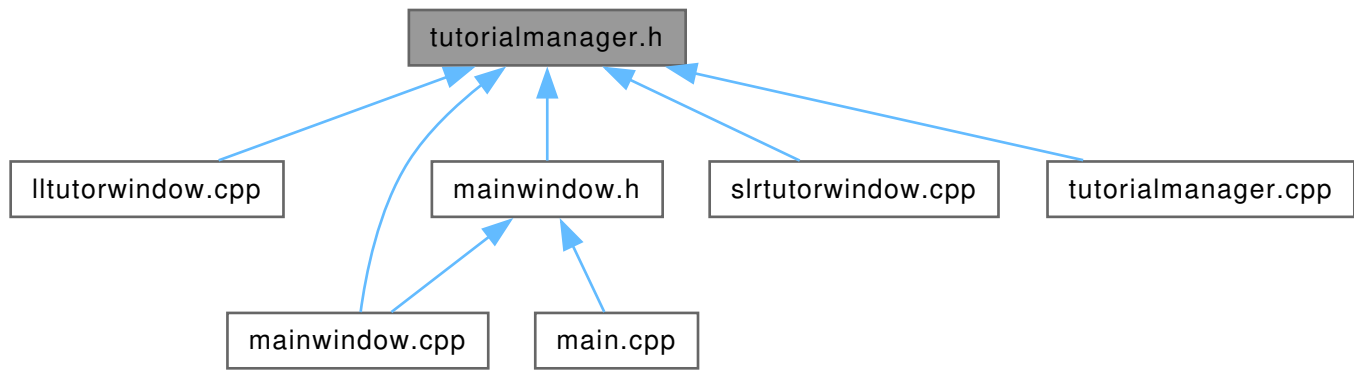 tutorialmanager.h
lltutorwindow.cpp
mainwindow.h
slrtutorwindow.cpp
tutorialmanager.cpp
mainwindow.cpp
main.cpp